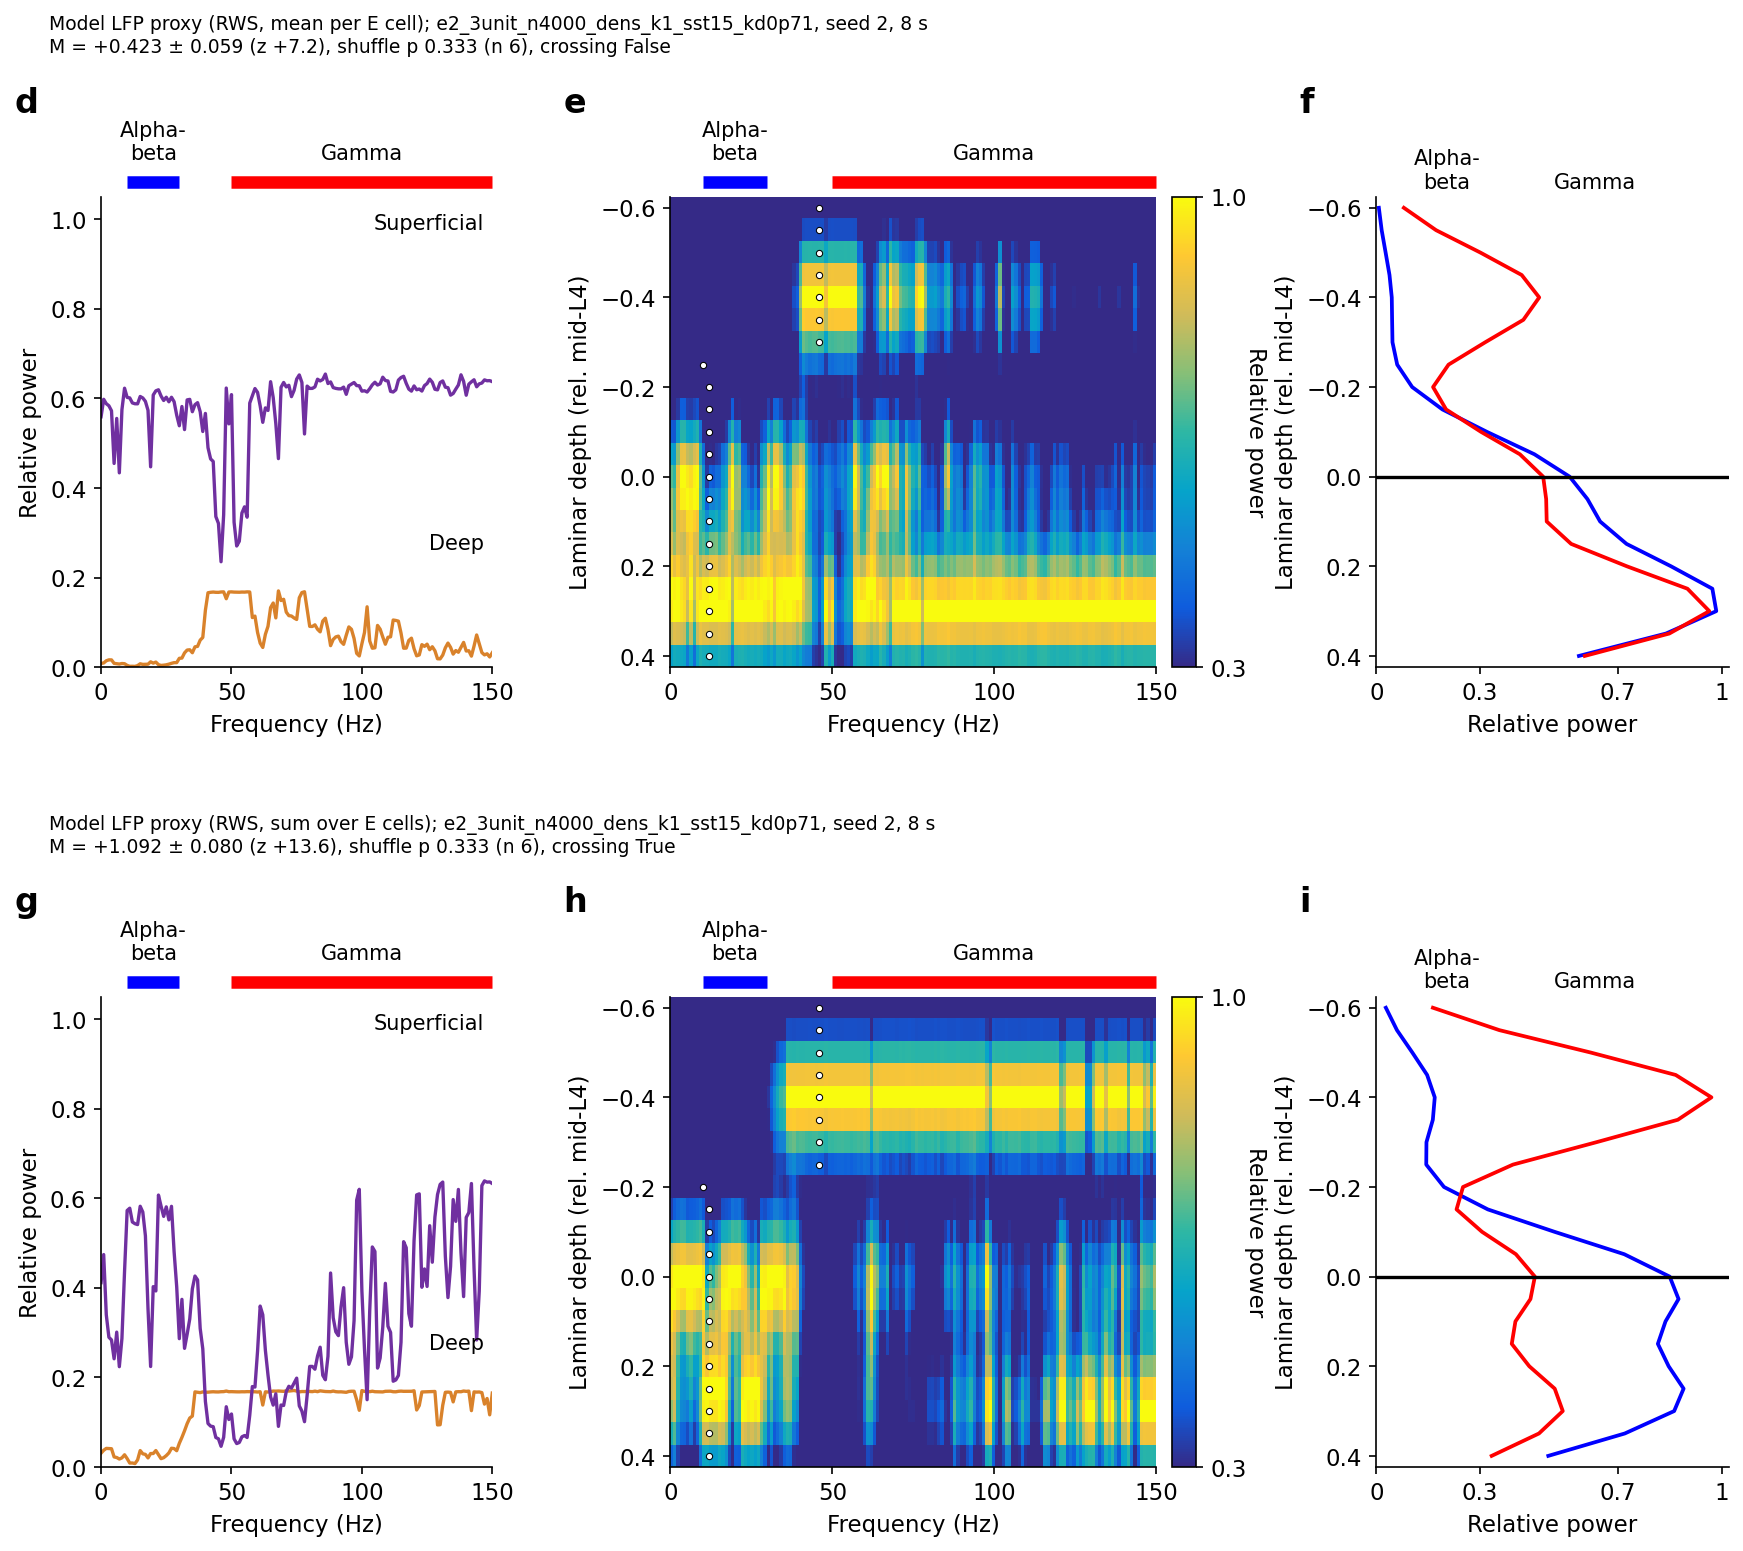 Model LFP proxy (RWS, mean per E cell); e2_3unit_n4000_dens_k1_sst15_kd0p71, seed 2, 8 s
M = +0.423 ± 0.059 (z +7.2), shuffle p 0.333 (n 6), crossing False
d
Alpha-
beta
Gamma
Superficial
Deep
1.0
0.8
0.6
0.4
0.2
0.0
0
50
100
150
Relative power
Frequency (Hz)
e
Alpha-
beta
Gamma
−0.6
−0.4
−0.2
0.0
0.2
0.4
0
50
100
150
Laminar depth (rel. mid-L4)
Frequency (Hz)
1.0
0.3
Relative power
f
Alpha-
beta
Gamma
−0.6
−0.4
−0.2
0.0
0.2
0.4
0
0.3
0.7
1
Laminar depth (rel. mid-L4)
Relative power
Model LFP proxy (RWS, sum over E cells); e2_3unit_n4000_dens_k1_sst15_kd0p71, seed 2, 8 s
M = +1.092 ± 0.080 (z +13.6), shuffle p 0.333 (n 6), crossing True
g
Alpha-
beta
Gamma
Superficial
Deep
1.0
0.8
0.6
0.4
0.2
0.0
0
50
100
150
Relative power
Frequency (Hz)
h
Alpha-
beta
Gamma
−0.6
−0.4
−0.2
0.0
0.2
0.4
0
50
100
150
Laminar depth (rel. mid-L4)
Frequency (Hz)
1.0
0.3
Relative power
i
Alpha-
beta
Gamma
−0.6
−0.4
−0.2
0.0
0.2
0.4
0
0.3
0.7
1
Laminar depth (rel. mid-L4)
Relative power